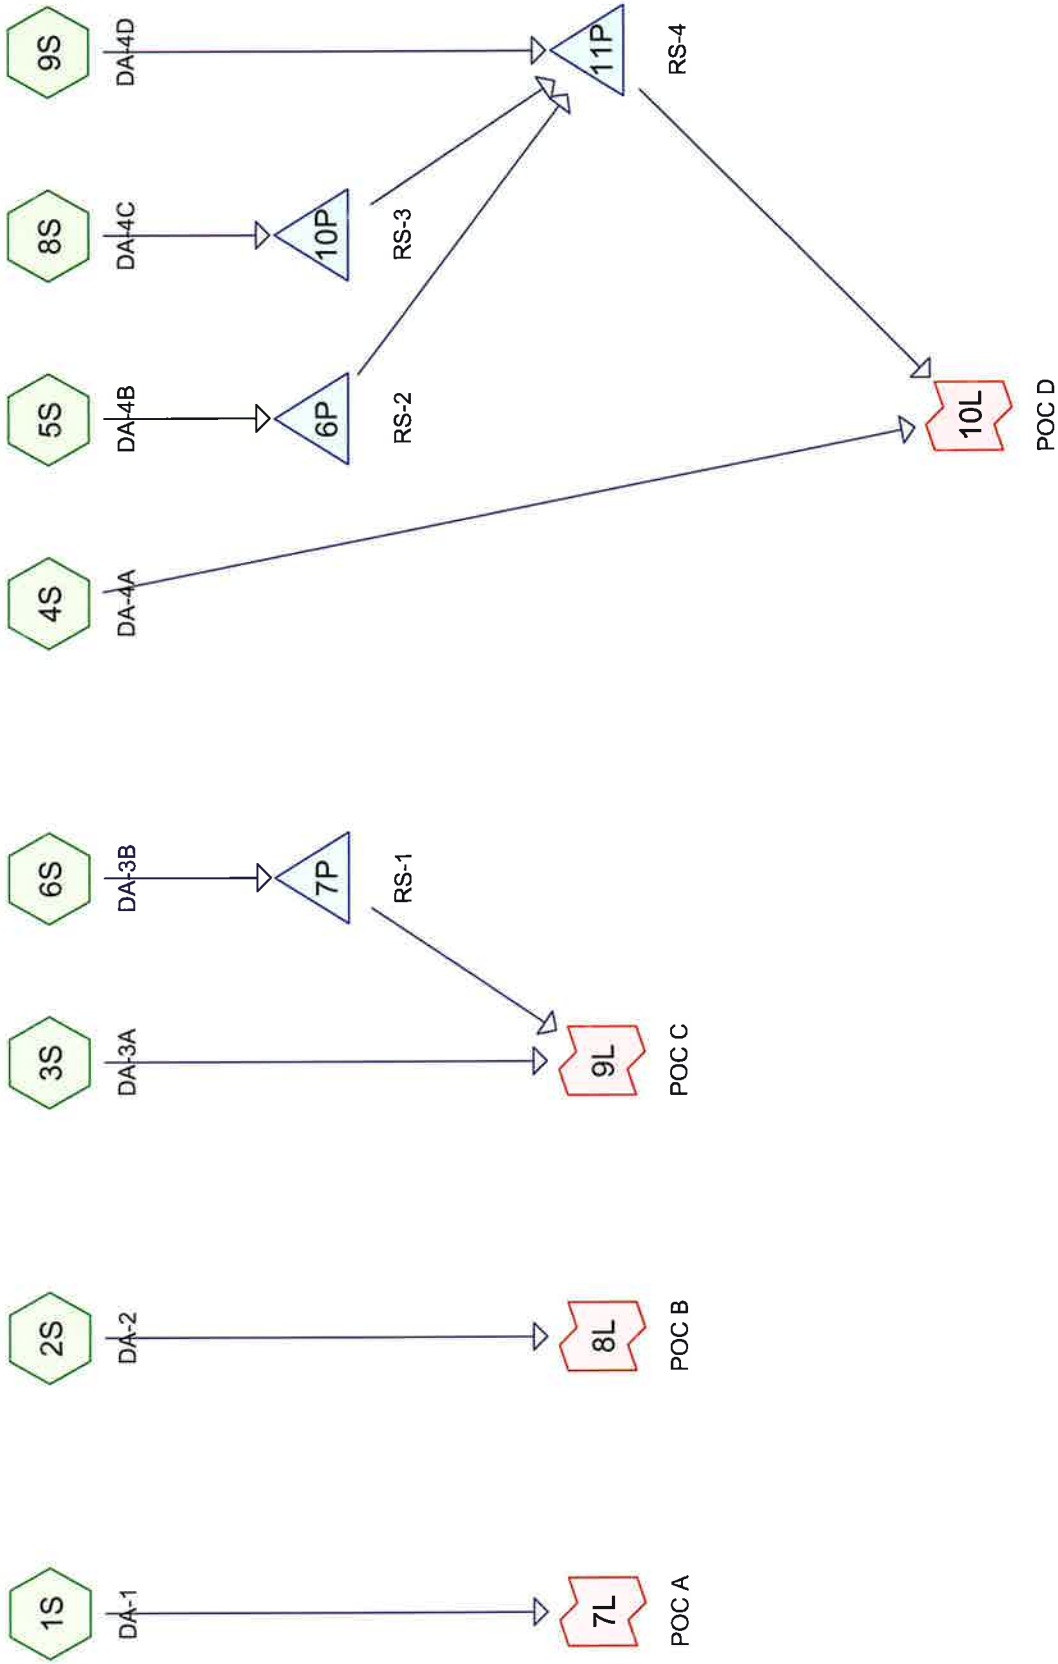 1S
DA-1
2S
DA-2
3S
DA-3A
6S
DA-3B
4S
DA-4A
5S
DA-4B
8S
DA-4C
9S
DA-4D
7P
RS-1
6P
RS-2
10P
RS-3
11P
RS-4
7L
POC A
8L
POC B
9L
POC C
10L
POC D